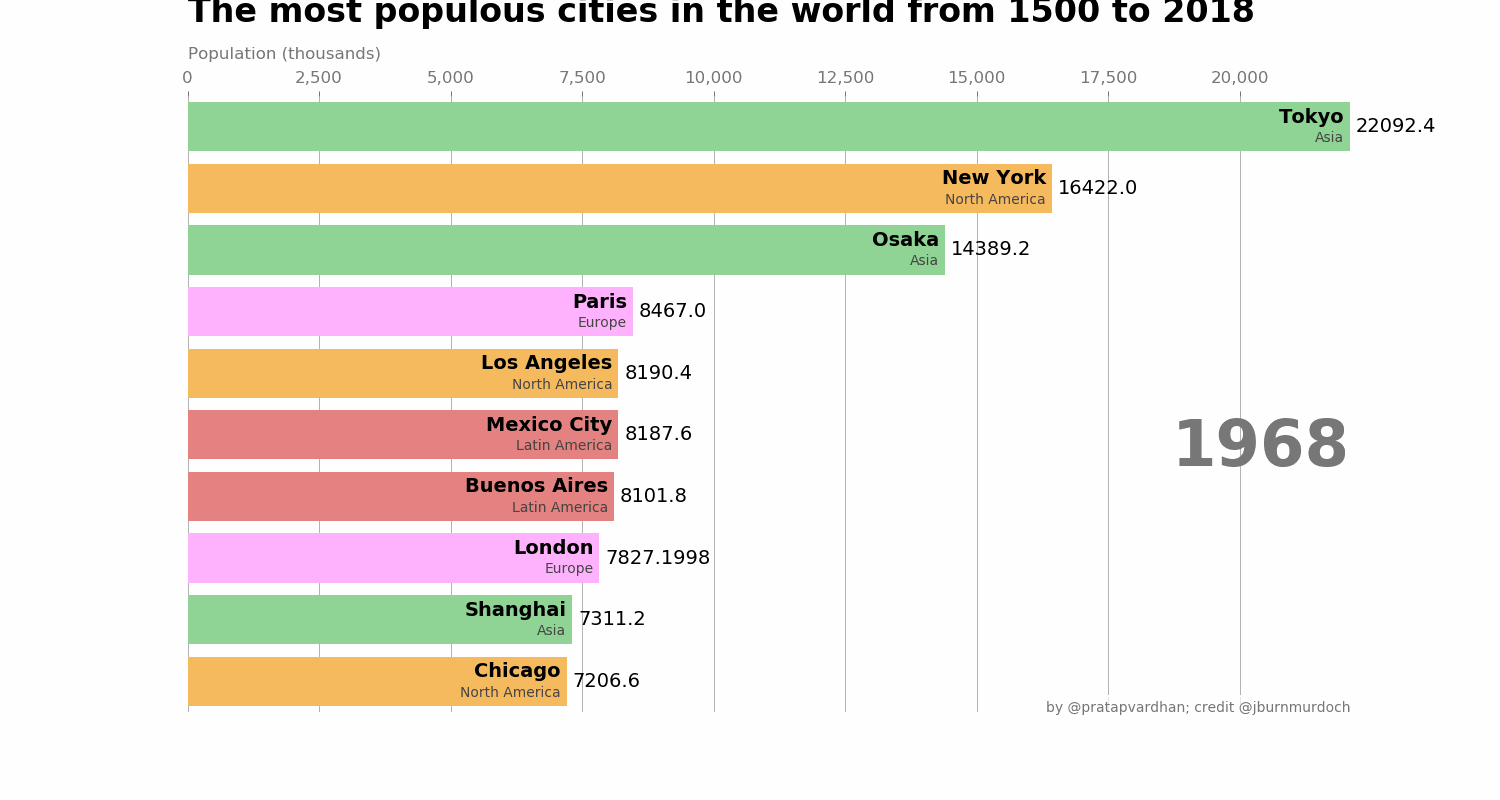 The most populous cities in the world from 1500 to 2018
Population (thousands)
0 2,500 5,000 7,500 10,000 12,500 15,000 17,500 20,000
Tokyo
Asia
22092.4
New York
North America
16422.0
Osaka
Asia
14389.2
Paris
Europe
8467.0
Los Angeles
North America
8190.4
Mexico City
Latin America
8187.6
1968
Buenos Aires
Latin America
8101.8
London
Europe
7827.1998
Shanghai
Asia
7311.2
Chicago
North America
7206.6
by @pratapvardhan; credit @jburnmurdoch